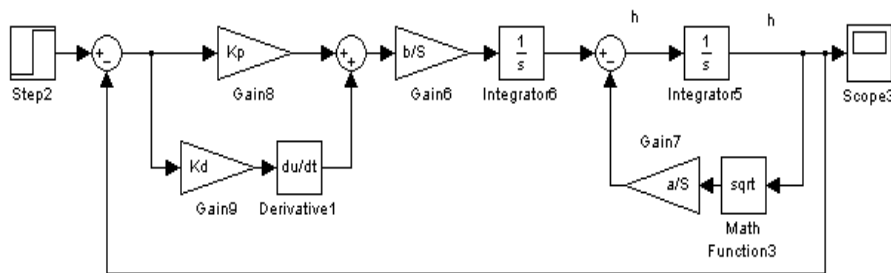 h
h
+
−
Kp
+
+
b/S
1
s
+
−
1
s
Step2
Gain8
Gain6
Integrator6
Integrator5
Scope3
Gain7
Kd
du/dt
a/S
sqrt
Gain9
Derivative1
Math
Function3